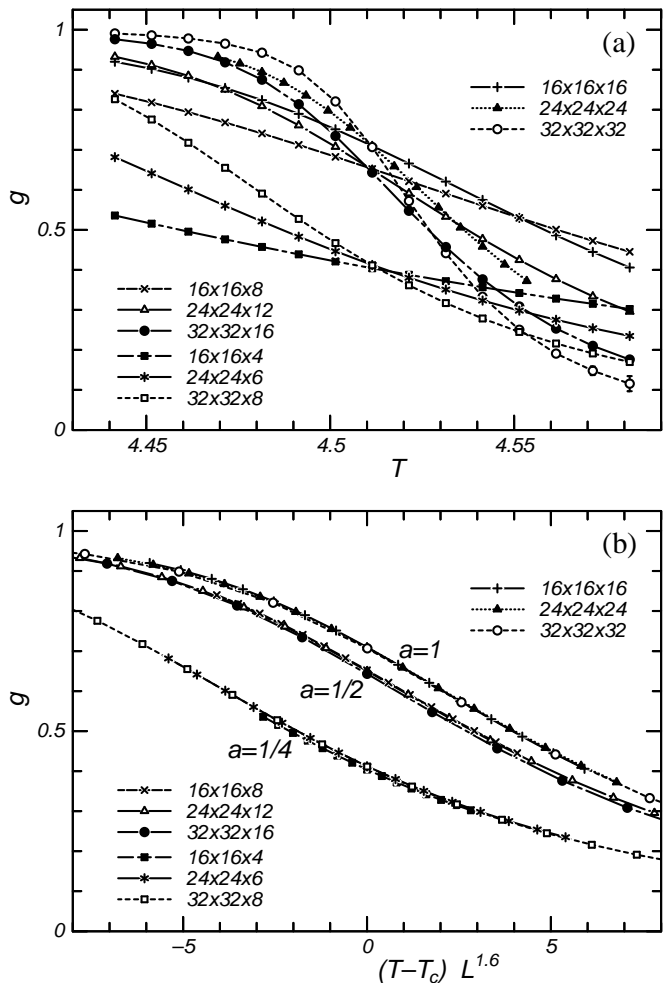 1
(a)
16x16x16
24x24x24
32x32x32
g
0.5
16x16x8
24x24x12
32x32x16
16x16x4
24x24x6
32x32x8
0
4.45
4.5
4.55
T
1
(b)
16x16x16
24x24x24
32x32x32
a=1
g
a=1/2
0.5
a=1/4
16x16x8
24x24x12
32x32x16
16x16x4
24x24x6
32x32x8
0
−5
0
5
(T−Tc) L^1.6